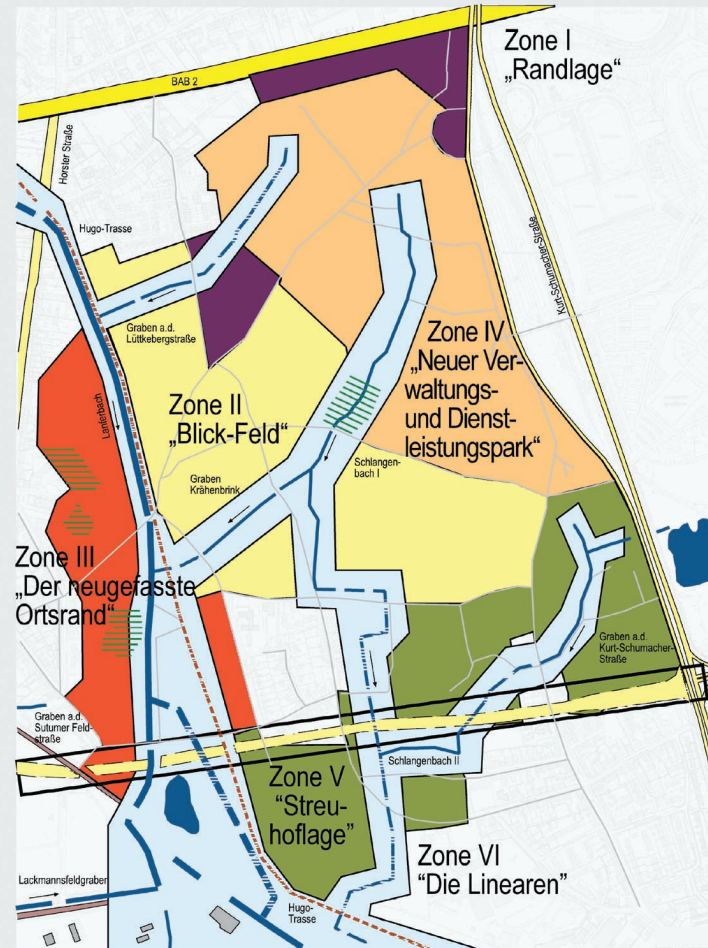 Zone I
„Randlage“
BAB 2
Horster Straße
Hugo-Trasse
Kurt-Schumacher-Straße
Graben a.d.
Lüttkebergstraße
Zone IV
„Neuer Ver-
waltungs-
und Dienst-
leistungspark“
Lanferbach
Zone II
„Blick-Feld“
Schlangen-
bach I
Graben
Krähenbrink
Zone III
„Der neugefasste
Ortsrand“
Graben a.d.
Kurt-Schumacher-
Straße
Graben a.d.
Sutumer Feld-
straße
Schlangenbach II
Zone V
“Streu-
hoflage”
Zone VI
“Die Linearen”
Lackmannsfeldgraber
Hugo-
Trasse